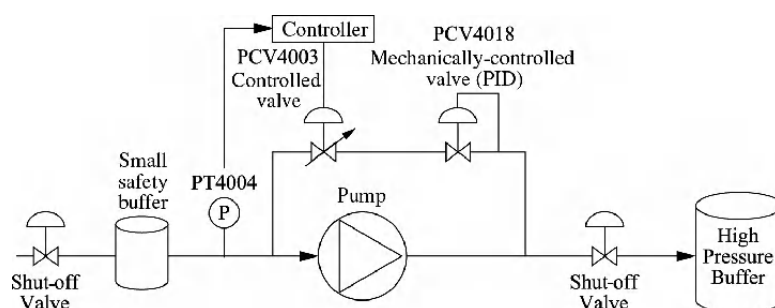 Controller
PCV4003
Controlled
valve
PCV4018
Mechanically-controlled
valve (PID)
Small
safety
buffer
PT4004
P
Pump
Shut-off
Valve
Shut-off
Valve
High
Pressure
Buffer